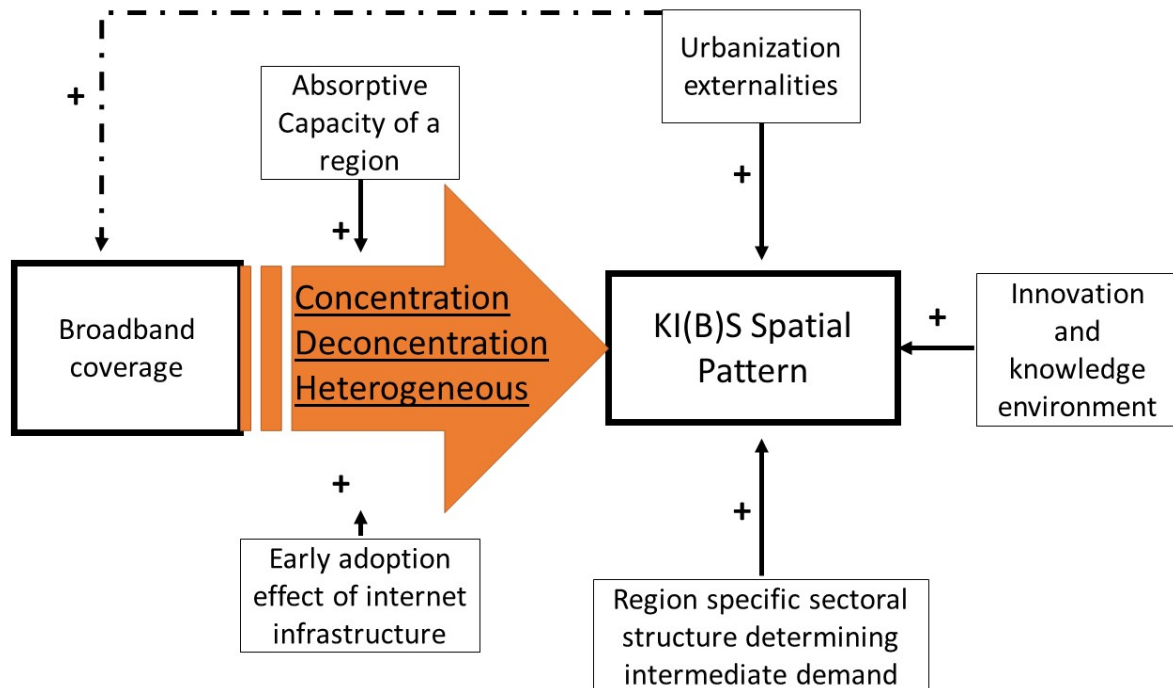 Urbanization
externalities
+
Absorptive
Capacity of a
region
+
+
Broadband
coverage
Concentration
Deconcentration
Heterogeneous
KI(B)S Spatial
Pattern
+
Innovation
and
knowledge
environment
+
Early adoption
effect of internet
infrastructure
+
Region specific sectoral
structure determining
intermediate demand